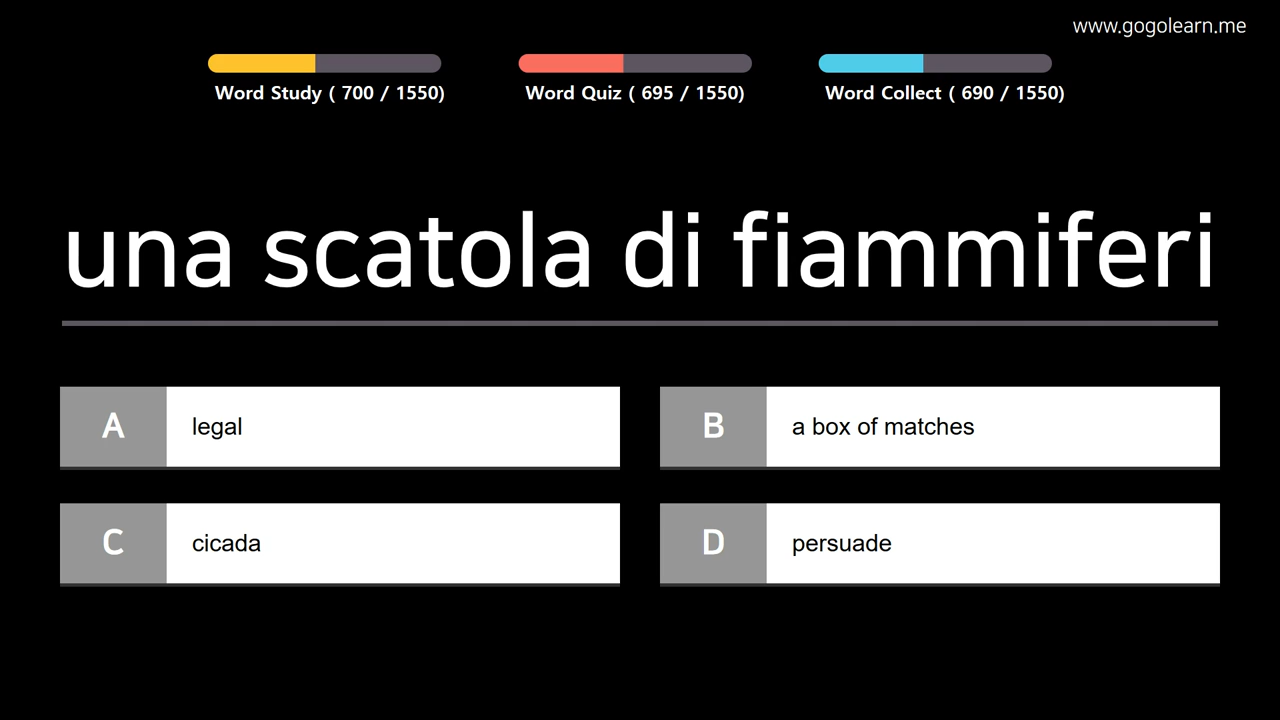 www.gogolearn.me
Word Study ( 700 / 1550)
Word Quiz ( 695 / 1550)
Word Collect ( 690 / 1550)
una scatola di fiammiferi
A
legal
B
a box of matches
C
cicada
D
persuade